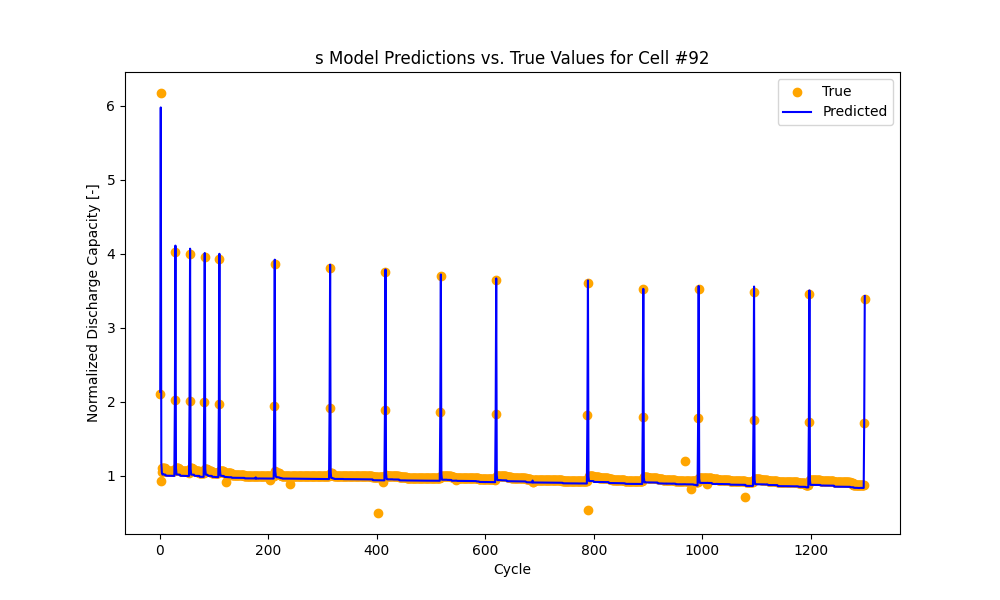 s Model Predictions vs. True Values for Cell #92
True
Predicted
Normalized Discharge Capacity [-]
6
5
4
3
2
1
0
200
400
600
800
1000
1200
Cycle